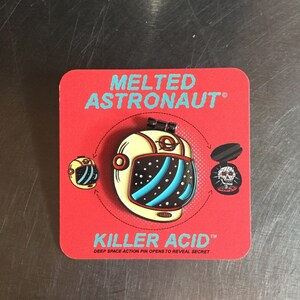 MELTED
ASTRONAUT©
KILLER ACID™
DEEP SPACE ACTION PIN OPENS TO REVEAL SECRET